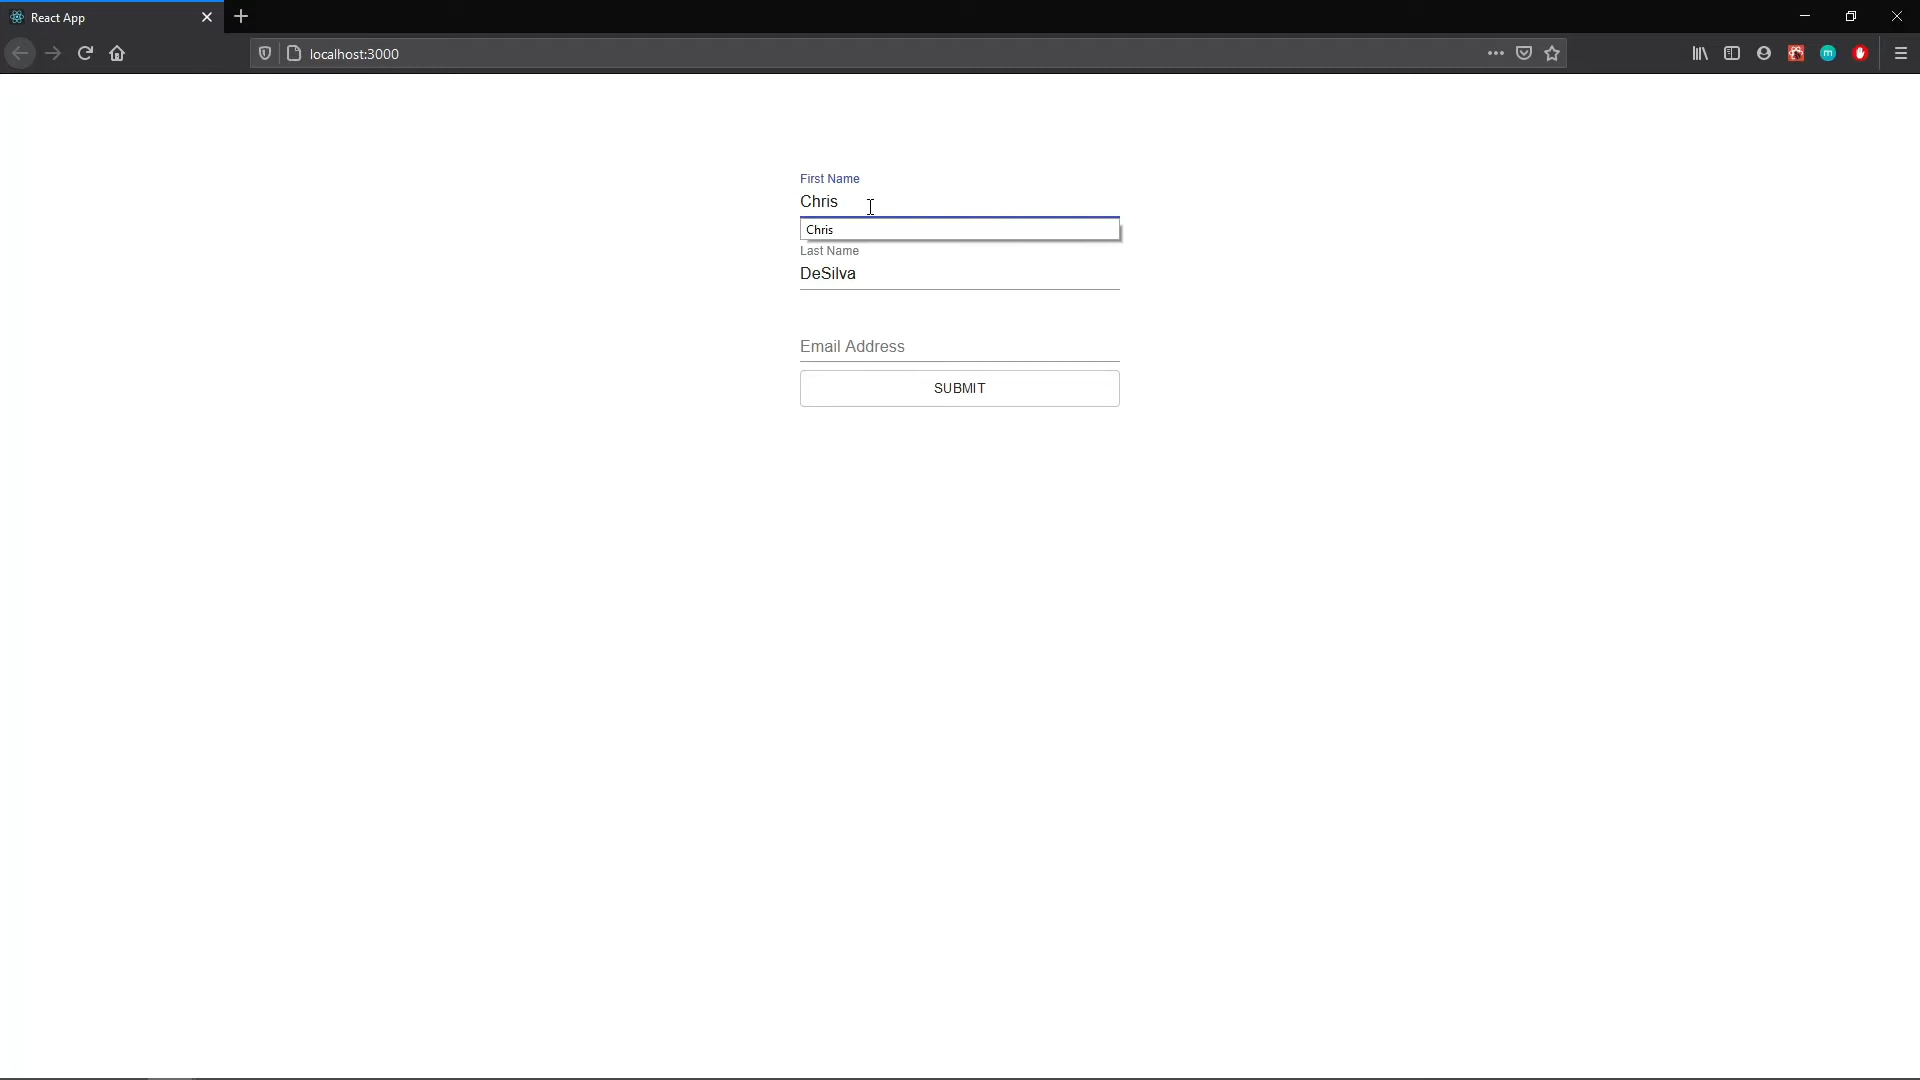 React App
localhost:3000
m
First Name
Chris
Chris
Last Name
DeSilva
Email Address
SUBMIT